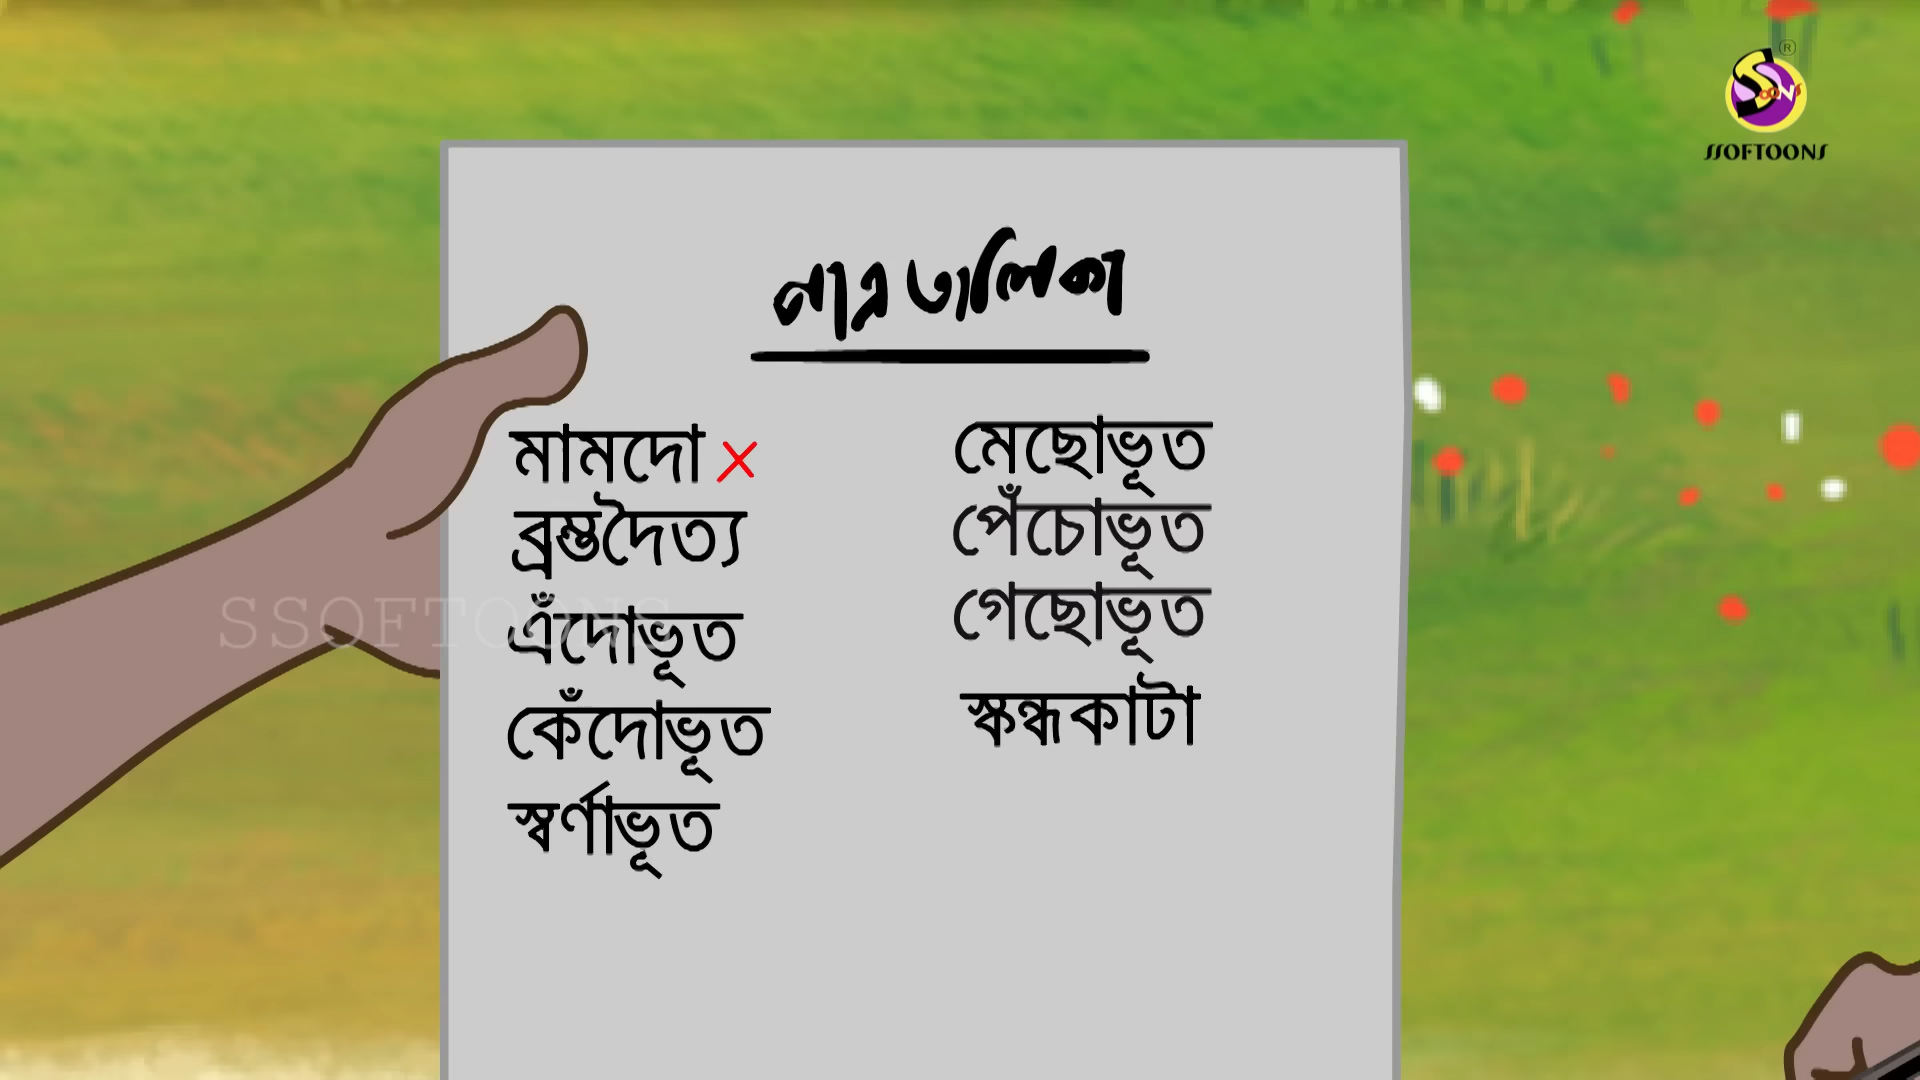 পাত্র তালিকা
মামদো ×
ব্রম্ভদৈত্য
এঁদোভূত
কেঁদোভূত
স্বর্ণাভূত
মেছোভূত
পেঁচোভূত
গেছোভূত
স্কন্ধকাটা
SSOFTOONS
SSOFTOONS